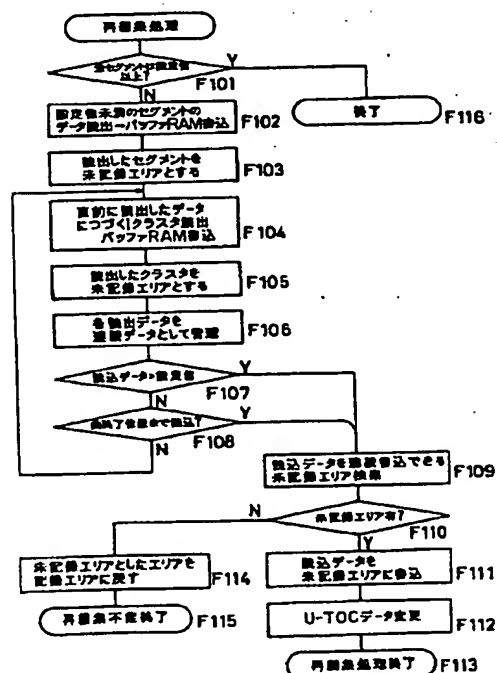 再編集処理
全セグメントは設定値
以上?
Y
F101
N
設定値未満のセグメントの
データ読出→バッファRAM書込
F102
終了
F116
読出したセグメントを
未記録エリアとする
F103
直前に読出したデータ
につづく1クラスタ読出
バッファRAM書込
F104
読出したクラスタを
未記録エリアとする
F105
各読出データを
連続データとして管理
F106
読込データ>設定値
Y
F107
N
最終了位置まで読込?
Y
F108
N
読込データを連続書込できる
未記録エリア検索
F109
N
未記録エリア有?
F110
Y
未記録エリアとしたエリアを
記録エリアに戻す
F114
読込データを
未記録エリアに書込
F111
再編集不能終了
F115
U-TOCデータ変更
F112
再編集処理終了
F113